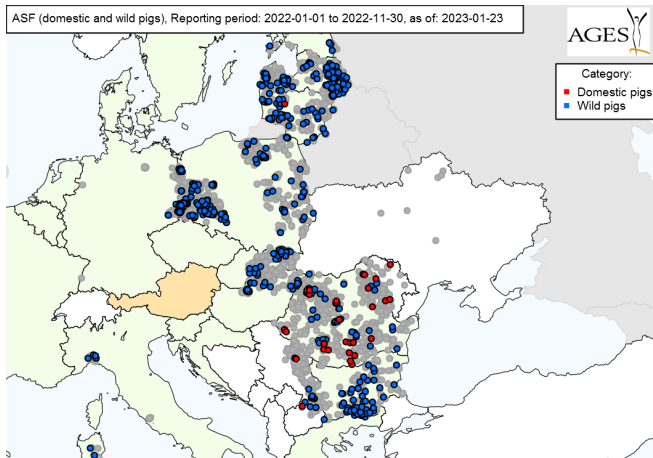 ASF (domestic and wild pigs), Reporting period: 2022-01-01 to 2022-11-30, as of: 2023-01-23
AGES
Category:
Domestic pigs
Wild pigs